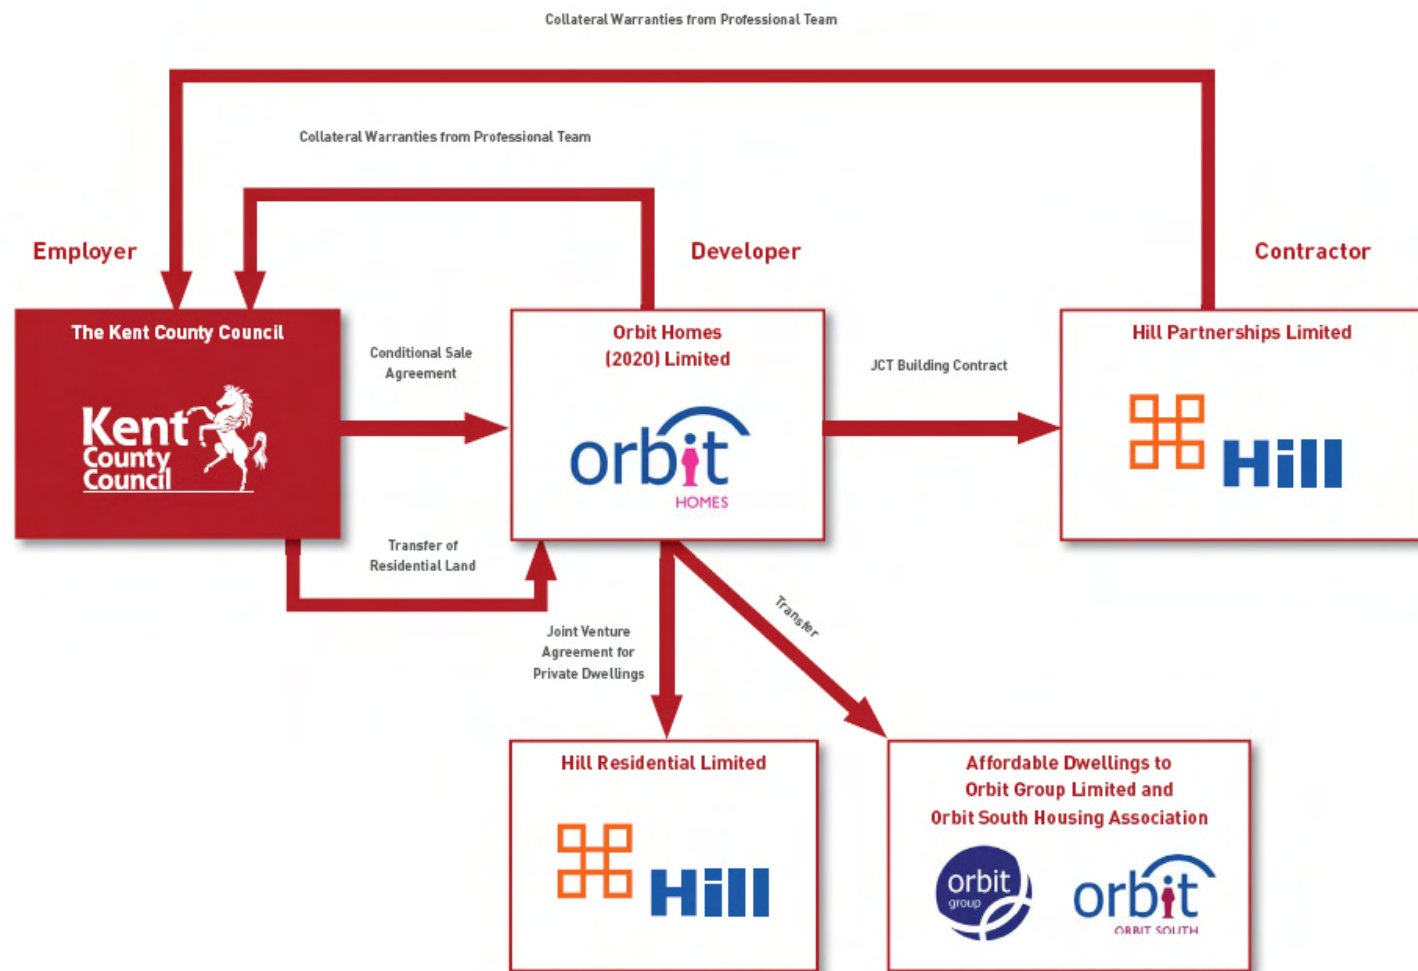 Collateral Warranties from Professional Team
Collateral Warranties from Professional Team
Employer
Developer
Contractor
The Kent County Council
Kent
County
Council
Conditional Sale
Agreement
Orbit Homes
(2020) Limited
orbit
HOMES
JCT Building Contract
Hill Partnerships Limited
Hill
Transfer of
Residential Land
Joint Venture
Agreement for
Private Dwellings
Transfer
Hill Residential Limited
Hill
Affordable Dwellings to
Orbit Group Limited and
Orbit South Housing Association
orbit
group
orbit
ORBIT SOUTH